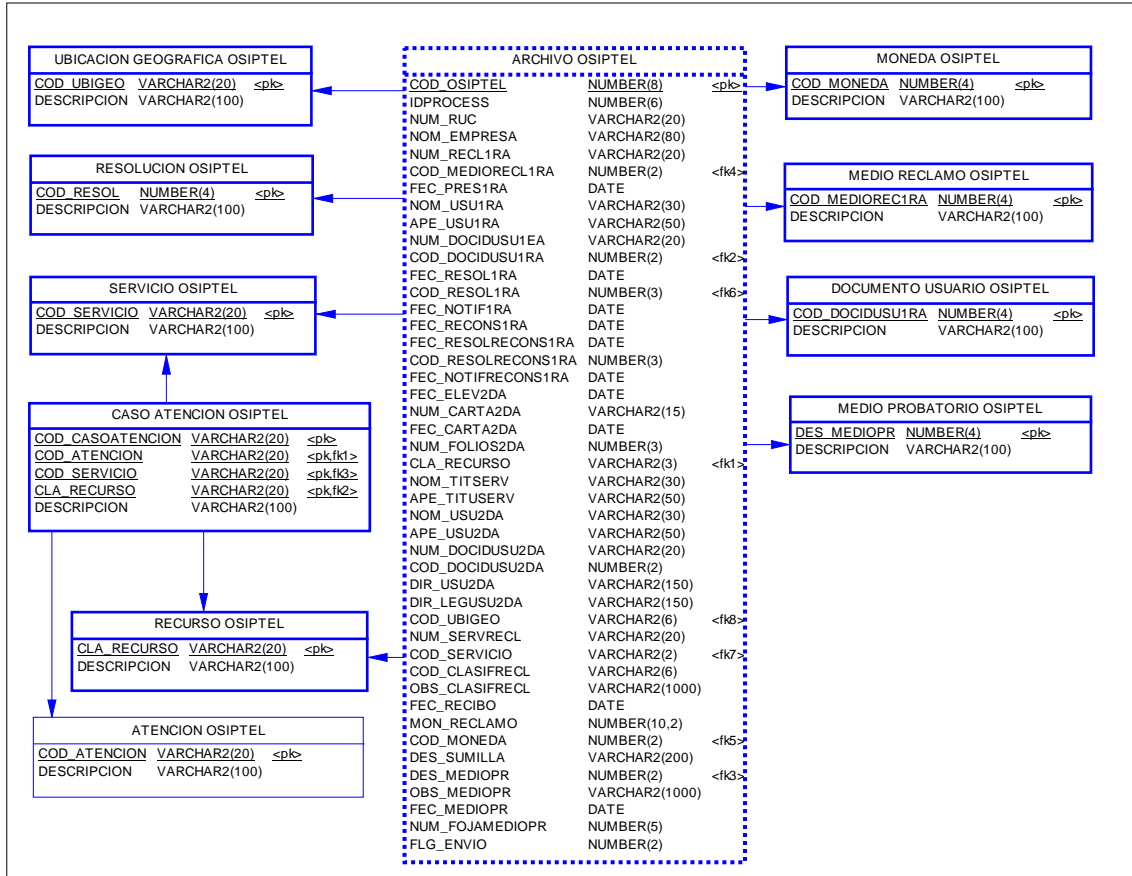 UBICACION GEOGRAFICA OSIPTEL
COD_UBIGEO VARCHAR2(20) <pk>
DESCRIPCION VARCHAR2(100)
RESOLUCION OSIPTEL
COD_RESOL NUMBER(4) <pk>
DESCRIPCION VARCHAR2(100)
SERVICIO OSIPTEL
COD_SERVICIO VARCHAR2(20) <pk>
DESCRIPCION VARCHAR2(100)
CASO ATENCION OSIPTEL
COD_CASOATENCION VARCHAR2(20) <pk>
COD_ATENCION VARCHAR2(20) <pk,fk1>
COD_SERVICIO VARCHAR2(20) <pk,fk3>
CLA_RECURSO VARCHAR2(20) <pk,fk2>
DESCRIPCION VARCHAR2(100)
RECURSO OSIPTEL
CLA_RECURSO VARCHAR2(20) <pk>
DESCRIPCION VARCHAR2(100)
ATENCION OSIPTEL
COD_ATENCION VARCHAR2(20) <pk>
DESCRIPCION VARCHAR2(100)
ARCHIVO OSIPTEL
COD_OSIPTEL NUMBER(8) <pk>
IDPROCESS NUMBER(6)
NUM_RUC VARCHAR2(20)
NOM_EMPRESA VARCHAR2(80)
NUM_RECL1RA VARCHAR2(20)
COD_MEDIORECL1RA NUMBER(2) <fk4>
FEC_PRES1RA DATE
NOM_USU1RA VARCHAR2(30)
APE_USU1RA VARCHAR2(50)
NUM_DOCIDUSU1EA VARCHAR2(20)
COD_DOCIDUSU1RA NUMBER(2) <fk2>
FEC_RESOL1RA DATE
COD_RESOL1RA NUMBER(3) <fk6>
FEC_NOTIF1RA DATE
FEC_RECONS1RA DATE
FEC_RESOLRECONS1RA DATE
COD_RESOLRECONS1RA NUMBER(3)
FEC_NOTIFRECONS1RA DATE
FEC_ELEV2DA DATE
NUM_CARTA2DA VARCHAR2(15)
FEC_CARTA2DA DATE
NUM_FOLIOS2DA NUMBER(3)
CLA_RECURSO VARCHAR2(3) <fk1>
NOM_TITSERV VARCHAR2(30)
APE_TITUSERV VARCHAR2(50)
NOM_USU2DA VARCHAR2(30)
APE_USU2DA VARCHAR2(50)
NUM_DOCIDUSU2DA VARCHAR2(20)
COD_DOCIDUSU2DA NUMBER(2)
DIR_USU2DA VARCHAR2(150)
DIR_LEGUSU2DA VARCHAR2(150)
COD_UBIGEO VARCHAR2(6) <fk8>
NUM_SERVRECL VARCHAR2(20)
COD_SERVICIO VARCHAR2(2) <fk7>
COD_CLASIFRECL VARCHAR2(6)
OBS_CLASIFRECL VARCHAR2(1000)
FEC_RECIBO DATE
MON_RECLAMO NUMBER(10,2)
COD_MONEDA NUMBER(2) <fk5>
DES_SUMILLA VARCHAR2(200)
DES_MEDIOPR NUMBER(2) <fk3>
OBS_MEDIOPR VARCHAR2(1000)
FEC_MEDIOPR DATE
NUM_FOJAMEDIOPR NUMBER(5)
FLG_ENVIO NUMBER(2)
MONEDA OSIPTEL
COD_MONEDA NUMBER(4) <pk>
DESCRIPCION VARCHAR2(100)
MEDIO RECLAMO OSIPTEL
COD_MEDIOREC1RA NUMBER(4) <pk>
DESCRIPCION VARCHAR2(100)
DOCUMENTO USUARIO OSIPTEL
COD_DOCIDUSU1RA NUMBER(4) <pk>
DESCRIPCION VARCHAR2(100)
MEDIO PROBATORIO OSIPTEL
DES_MEDIOPR NUMBER(4) <pk>
DESCRIPCION VARCHAR2(100)